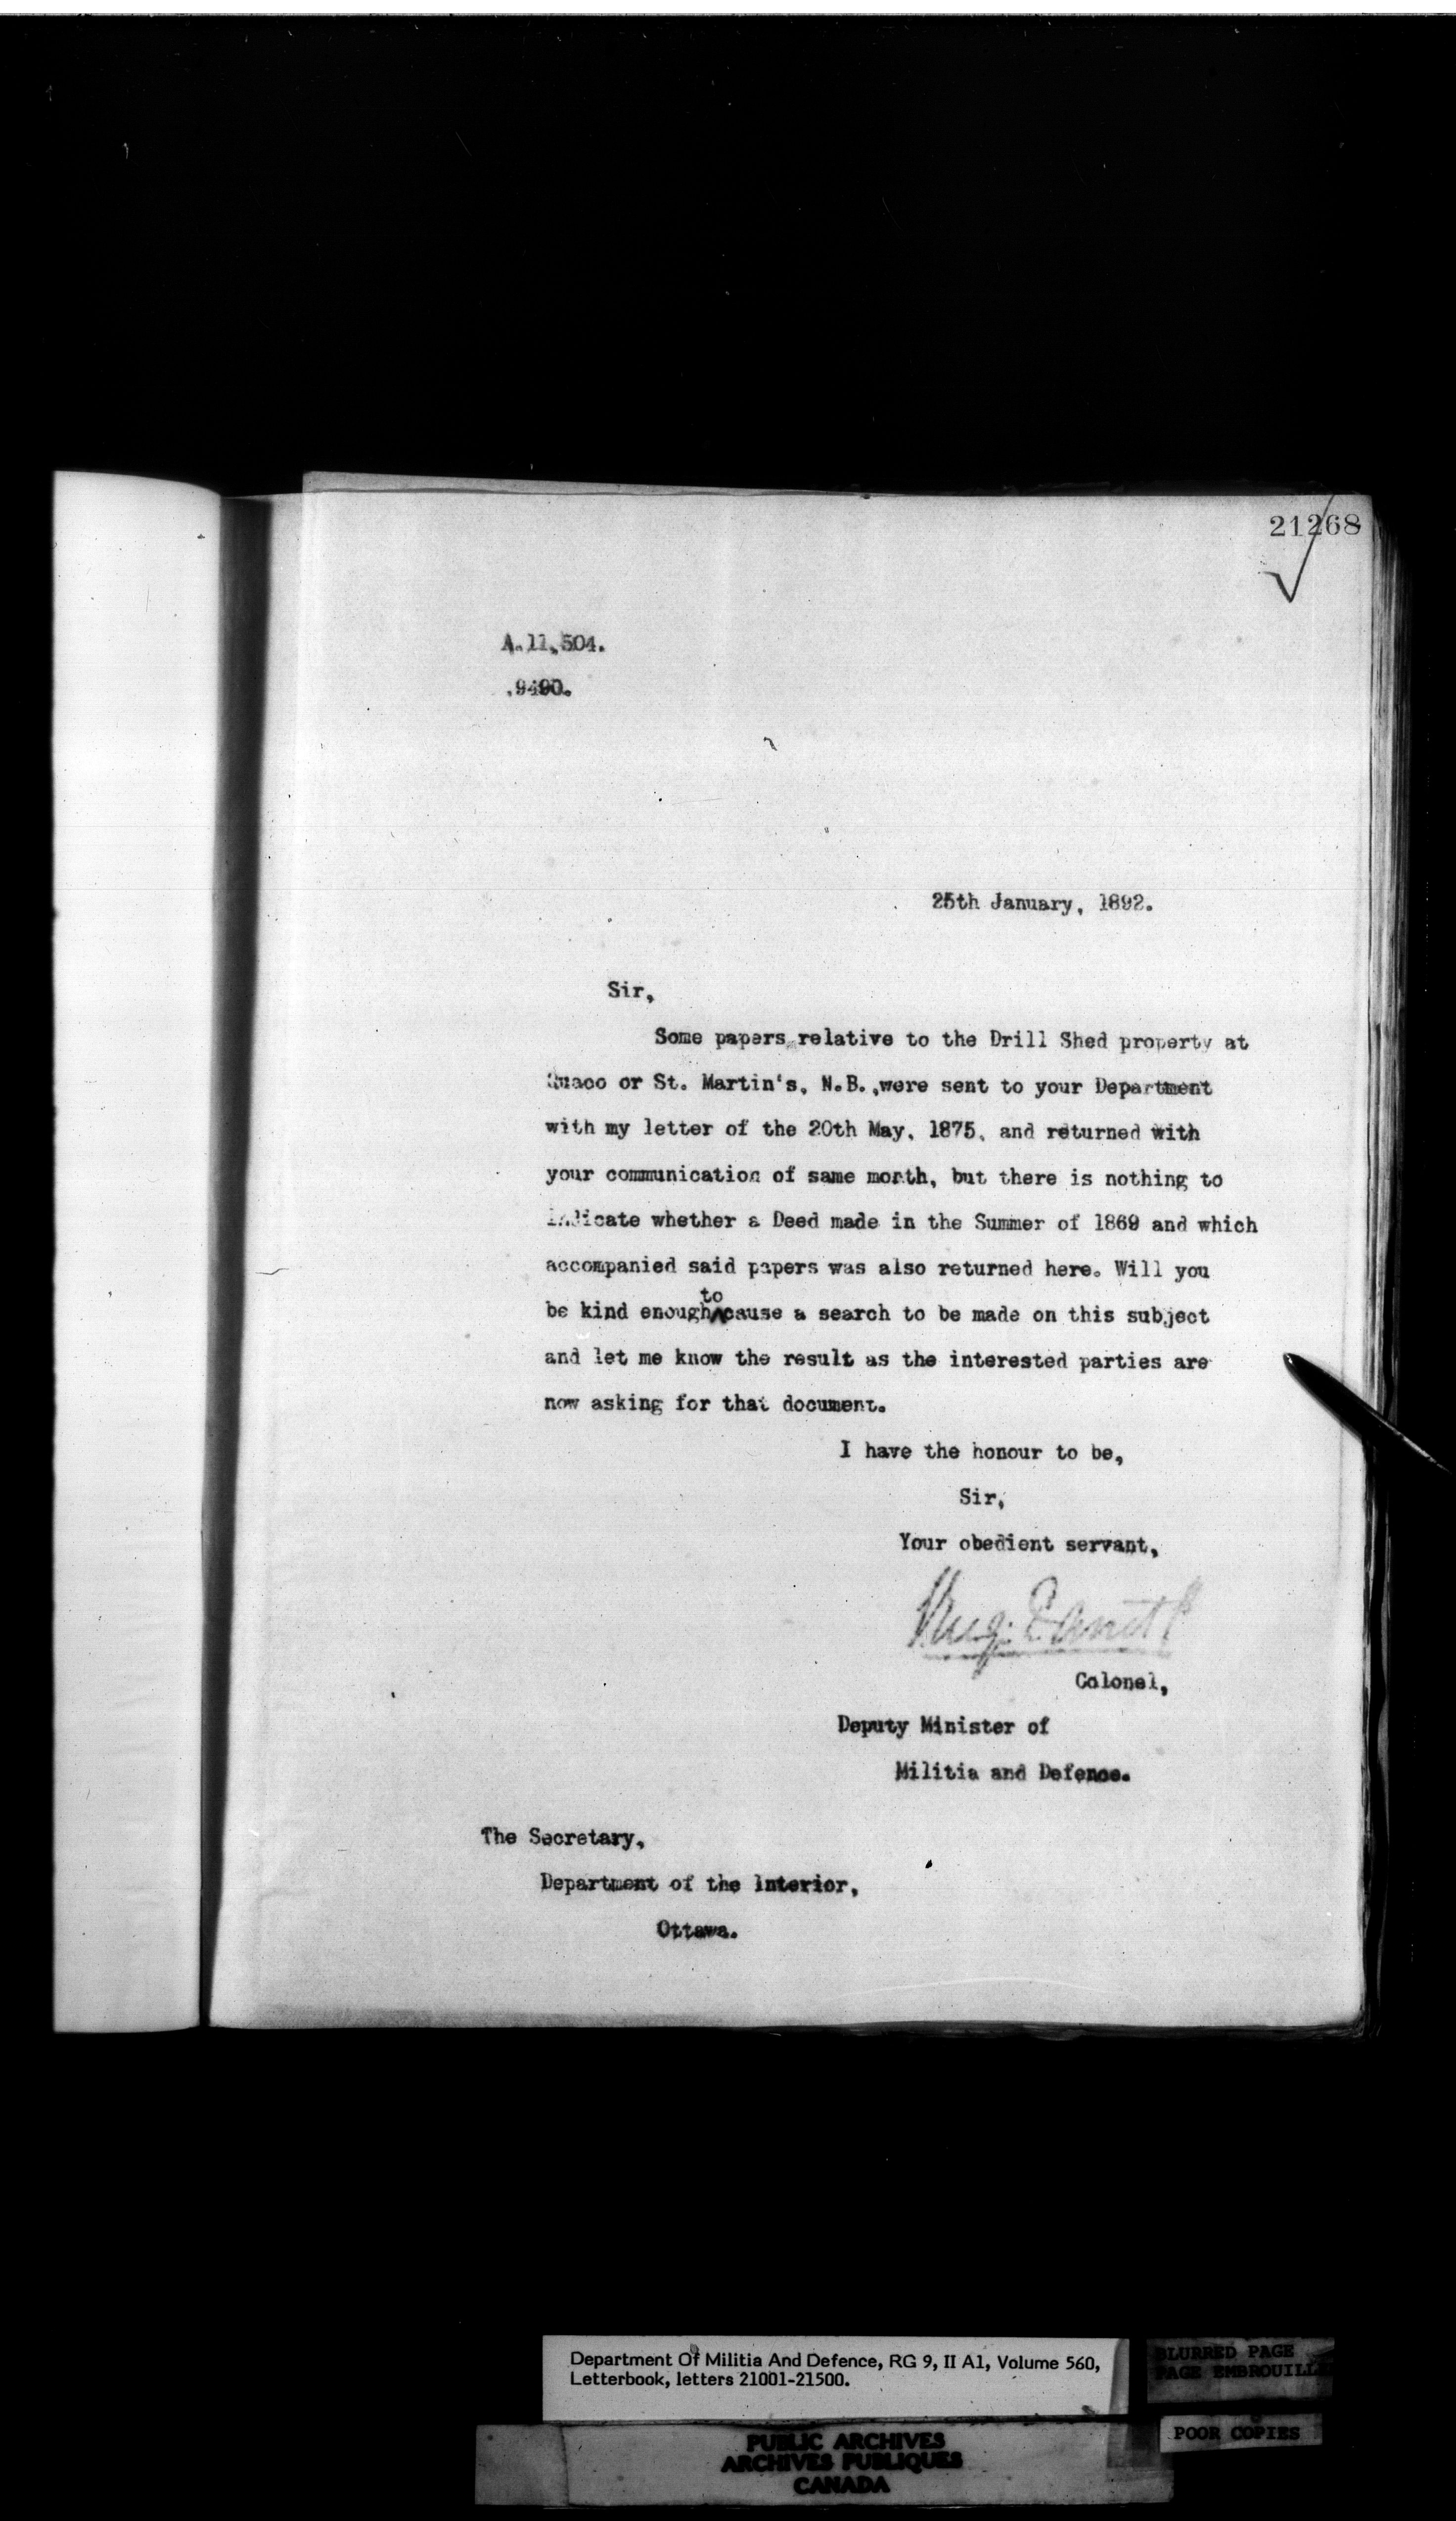 21268
A.11,504.
.9490.
25th January, 1892.
Sir,
Some papers relative to the Drill Shed property at
Quaco or St. Martin's, N.B.,were sent to your Department
with my letter of the 20th May, 1875, and returned with
your communication of same month, but there is nothing to
indicate whether a Deed made in the Summer of 1869 and which
accompanied said papers was also returned here. Will you
to
be kind enough cause a search to be made on this subject
and let me know the result as the interested parties are
now asking for that document.
I have the honour to be,
Sir,
Your obedient servant,
Colonel,
Deputy Minister of
Militia and Defence.
The Secretary,
Department of the Interior,
Ottawa.
Department Of Militia And Defence, RG 9, II A1, Volume 560,
Letterbook, letters 21001-21500.
BLURRED PAGE
PAGE EMBROUILL
POOR COPIES
PUBLIC ARCHIVES
ARCHIVES PUBLIQUES
CANADA